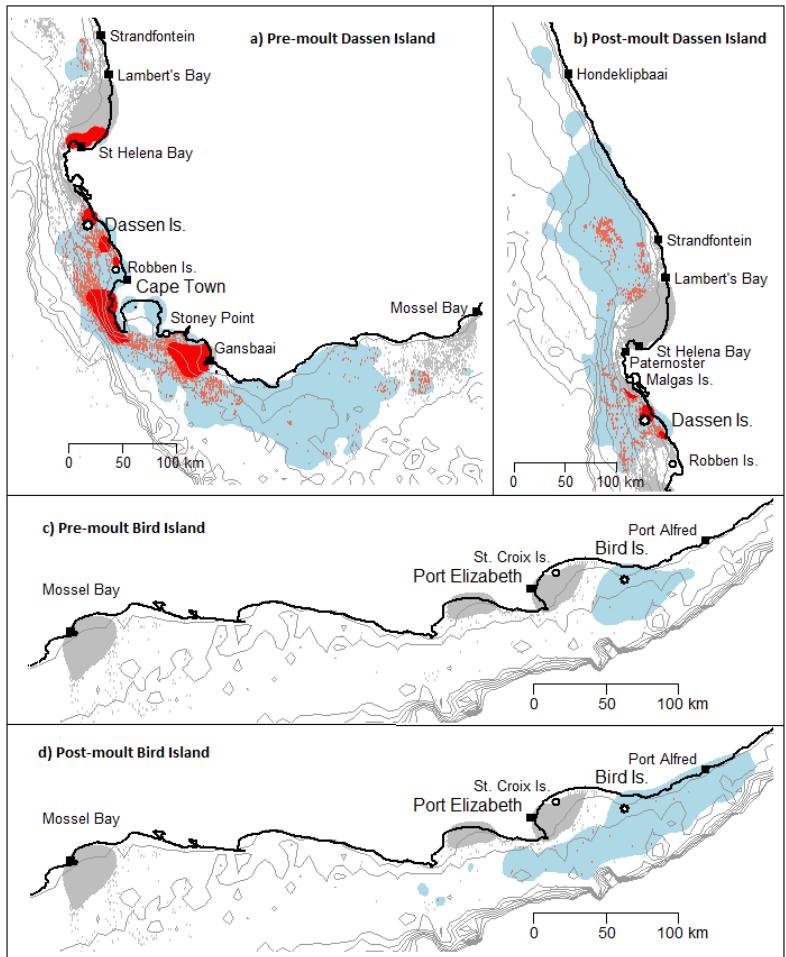 a) Pre-moult Dassen Island
Strandfontein
Lambert's Bay
St Helena Bay
Dassen Is.
Robben Is.
Cape Town
Stoney Point
Gansbaai
Mossel Bay
0 50 100 km
b) Post-moult Dassen Island
Hondeklipbaai
Strandfontein
Lambert's Bay
St Helena Bay
Paternoster
Malgas Is.
Dassen Is.
Robben Is.
0 50 100 km
c) Pre-moult Bird Island
Port Alfred
Bird Is.
St. Croix Is.
Port Elizabeth
Mossel Bay
0 50 100 km
d) Post-moult Bird Island
Port Alfred
Bird Is.
St. Croix Is.
Port Elizabeth
Mossel Bay
0 50 100 km